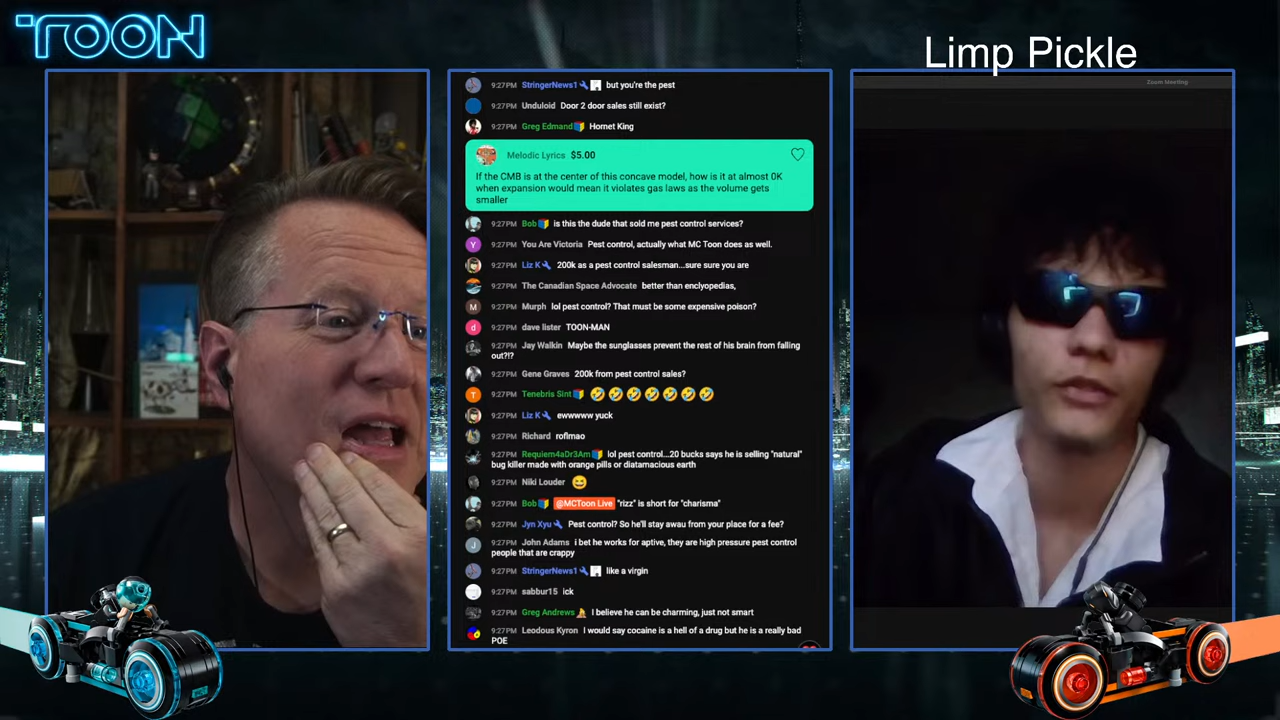 TOON
Limp Pickle
Zoom Meeting
9:27PM StringerNews1 but you're the pest
9:27PM Unduloid Door 2 door sales still exist?
9:27PM Greg Edmand Hornet King
Melodic Lyrics $5.00
If the CMB is at the center of this concave model, how is it at almost 0K
when expansion would mean it violates gas laws as the volume gets
smaller
9:27PM Bob is this the dude that sold me pest control services?
Y 9:27PM You Are Victoria Pest control, actually what MC Toon does as well.
9:27PM Liz K 200k as a pest control salesman...sure sure you are
9:27PM The Canadian Space Advocate better than enclyopedias,
M 9:27PM Murph lol pest control? That must be some expensive poison?
d 9:27PM dave lister TOON-MAN
9:27PM Jay Walkin Maybe the sunglasses prevent the rest of his brain from falling
out?!?
9:27PM Gene Graves 200k from pest control sales?
T 9:27PM Tenebris Sint 🤣🤣🤣🤣🤣🤣🤣
9:27PM Liz K ewwwww yuck
9:27PM Richard roflmao
9:27PM Requiem4aDr3Am lol pest control...20 bucks says he is selling "natural"
bug killer made with orange pills or diatamacious earth
9:27PM Niki Louder 😄
9:27PM Bob @MCToon Live "rizz" is short for "charisma"
9:27PM Jyn Xyu Pest control? So he'll stay awau from your place for a fee?
J 9:27PM John Adams i bet he works for aptive, they are high pressure pest control
people that are crappy
9:27PM StringerNews1 like a virgin
9:27PM sabbur15 ick
9:27PM Greg Andrews I believe he can be charming, just not smart
9:27PM Leodous Kyron I would say cocaine is a hell of a drug but he is a really bad
POE